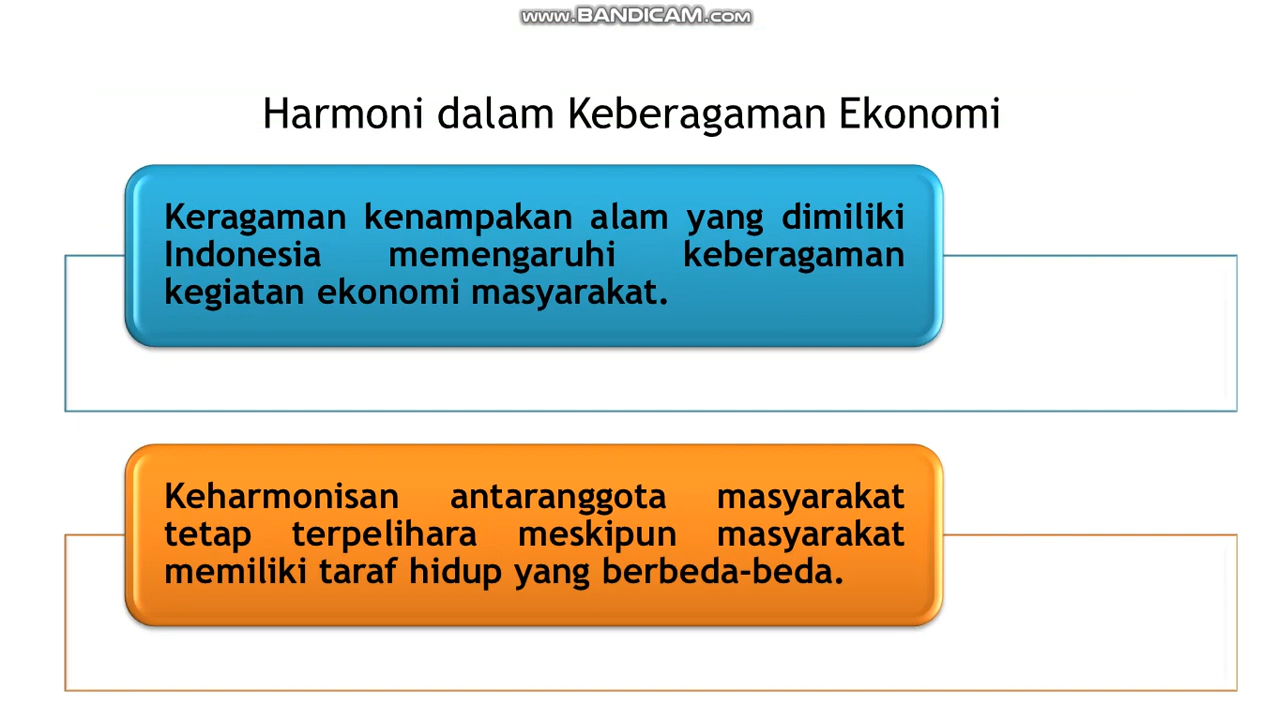 www.BANDICAM.com
Harmoni dalam Keberagaman Ekonomi
Keragaman kenampakan alam yang dimiliki
Indonesia memengaruhi keberagaman
kegiatan ekonomi masyarakat.
Keharmonisan antaranggota masyarakat
tetap terpelihara meskipun masyarakat
memiliki taraf hidup yang berbeda-beda.